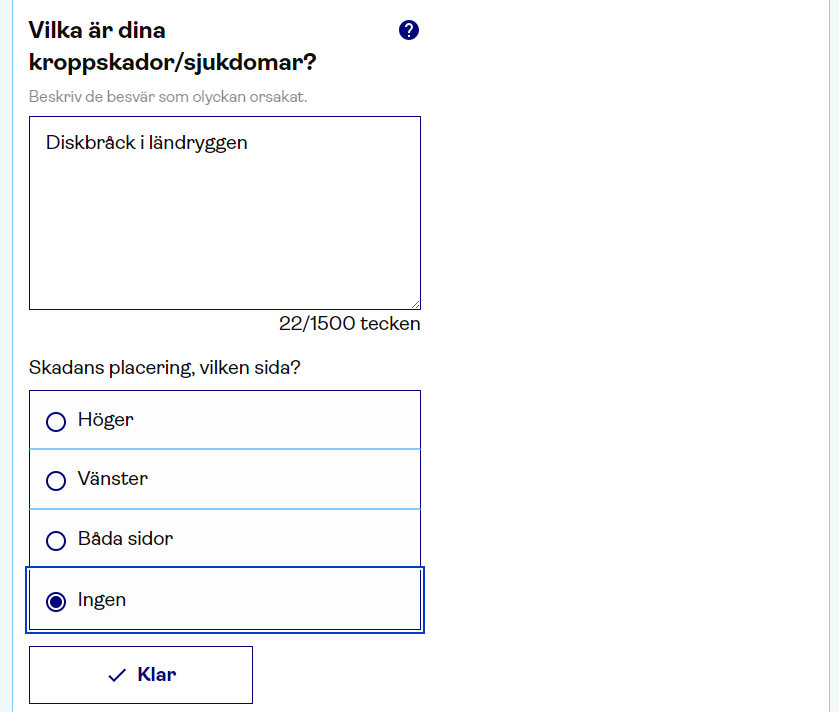 Vilka är dina
kroppskador/sjukdomar?
?
Beskriv de besvär som olyckan orsakat.
Diskbråck i ländryggen
22/1500 tecken
Skadans placering, vilken sida?
Höger
Vänster
Båda sidor
Ingen
Klar